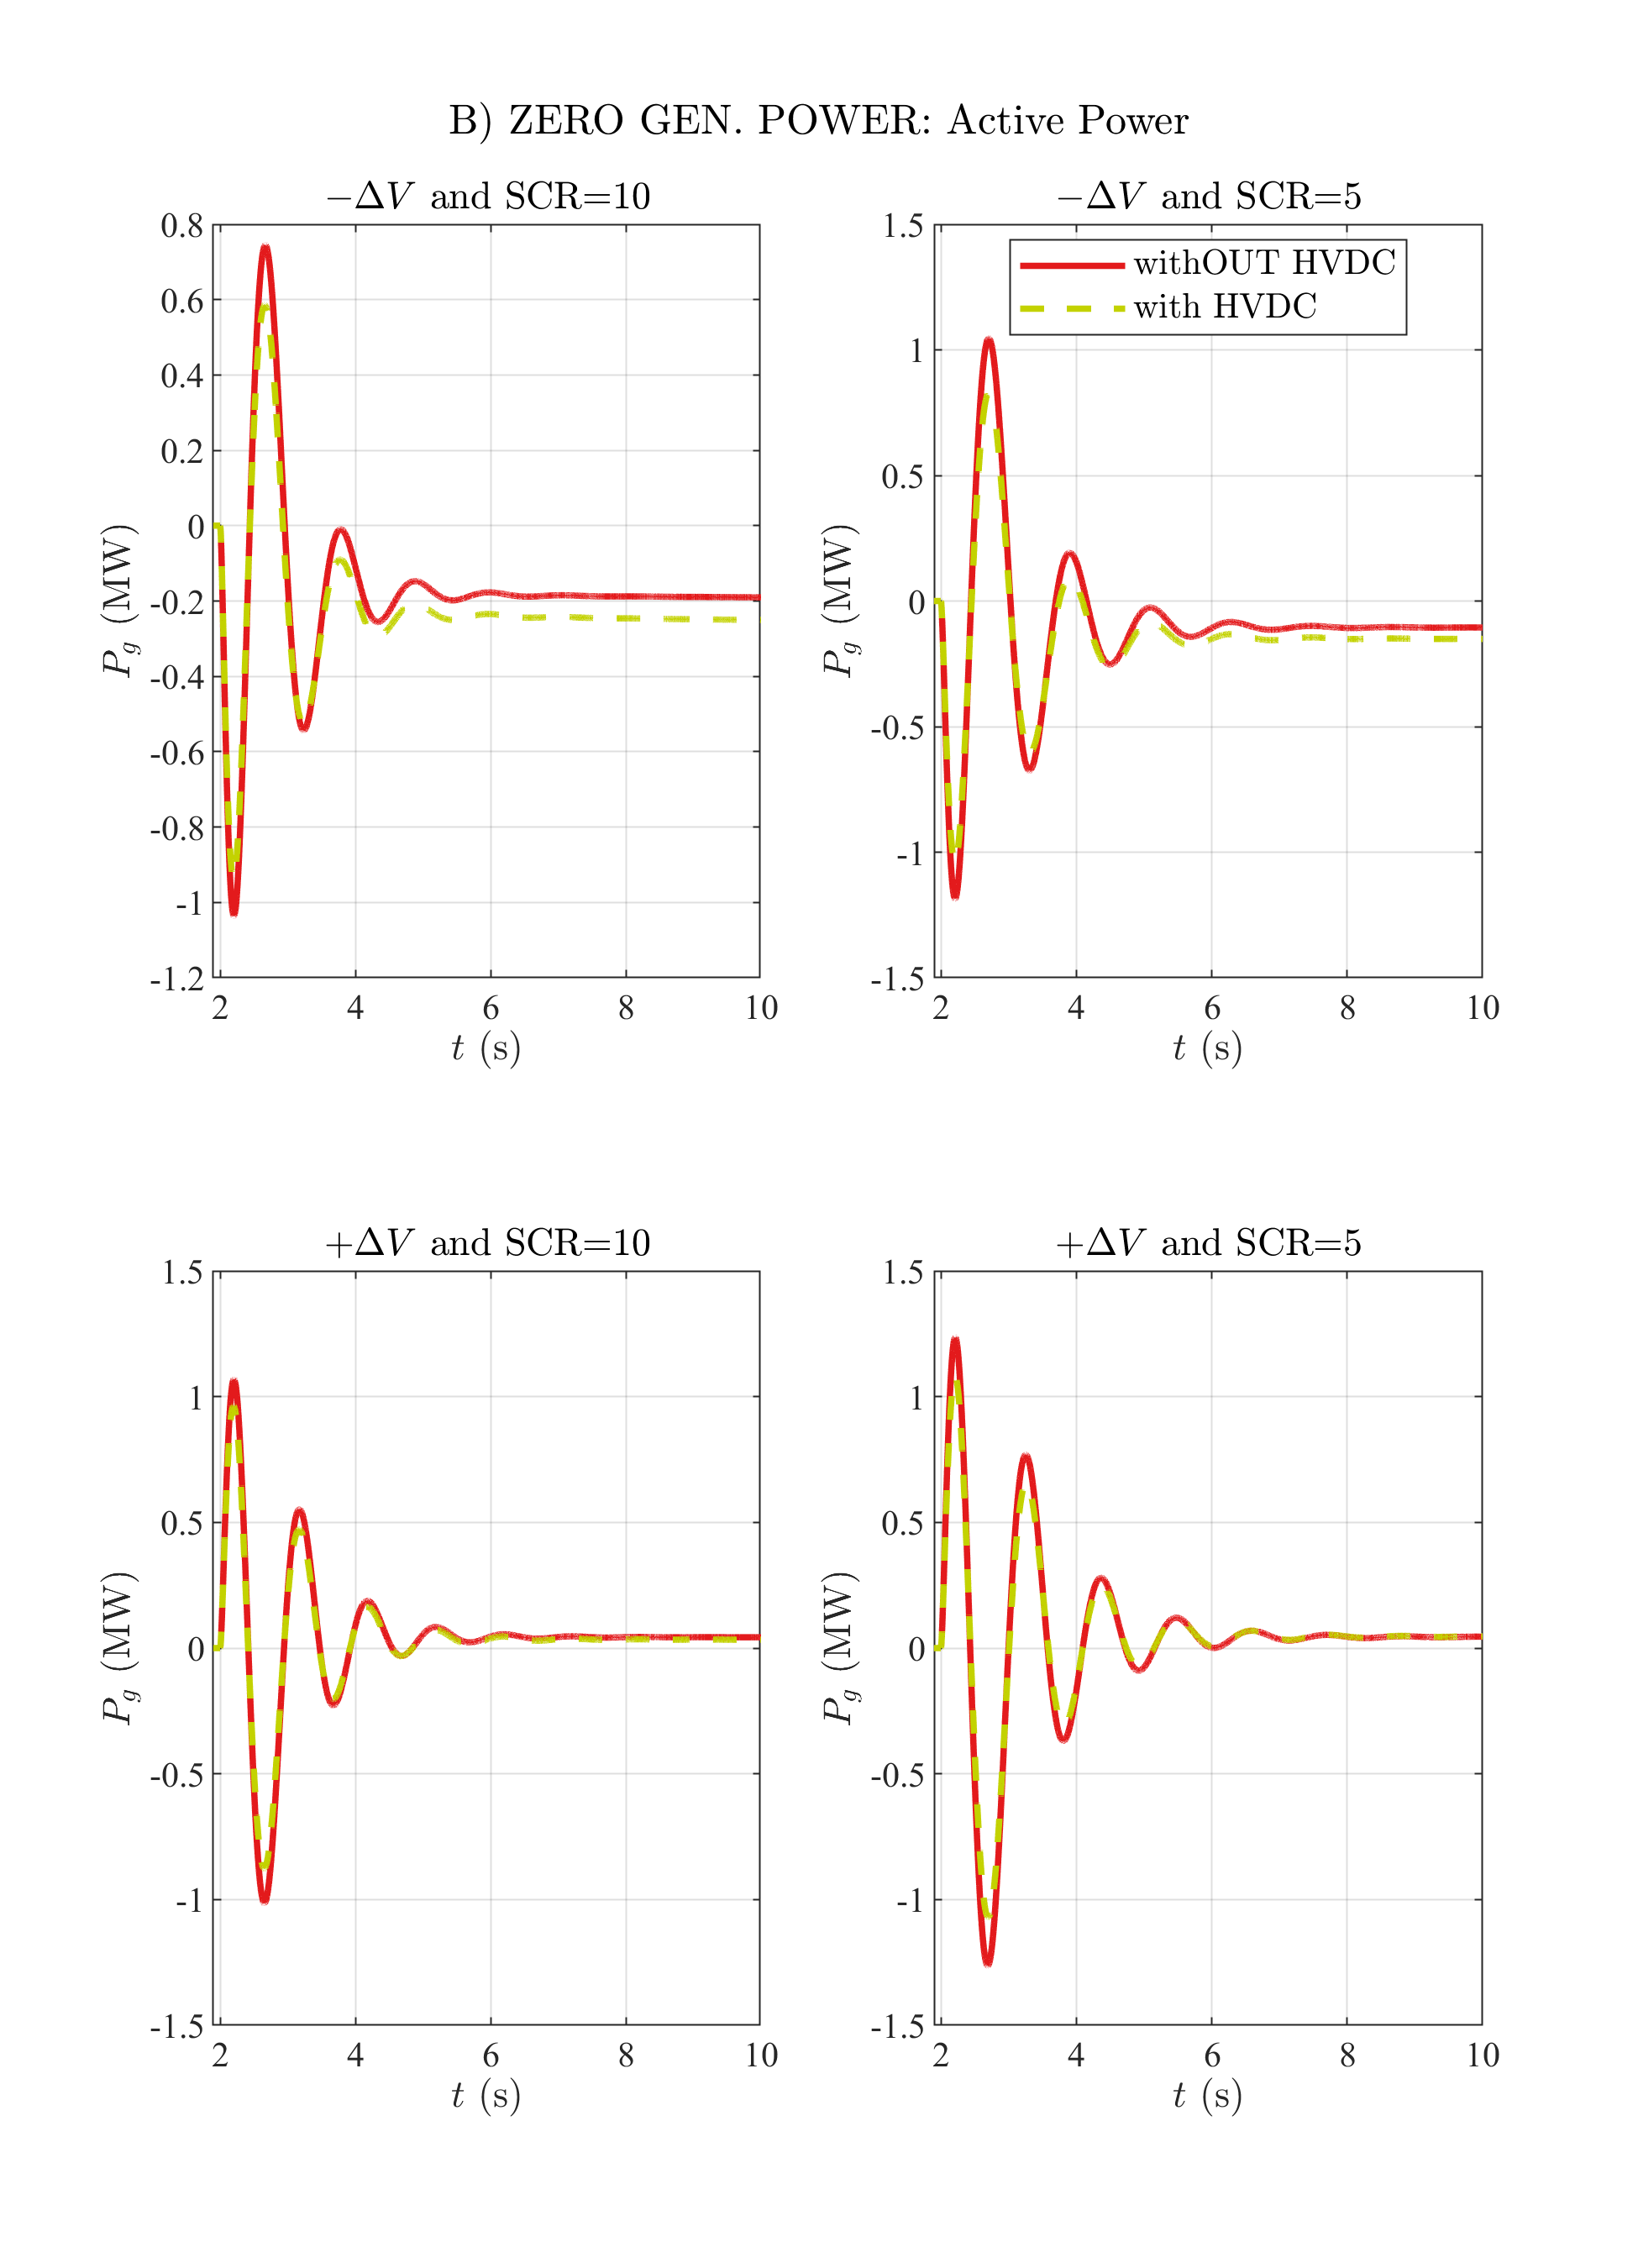 B) ZERO GEN. POWER: Active Power
−ΔV and SCR=10
0.8
0.6
0.4
0.2
0
-0.2
-0.4
-0.6
-0.8
-1
-1.2
P_g (MW)
2 4 6 8 10
t (s)
−ΔV and SCR=5
withOUT HVDC
with HVDC
1.5
1
0.5
0
-0.5
-1
-1.5
P_g (MW)
2 4 6 8 10
t (s)
+ΔV and SCR=10
1.5
1
0.5
0
-0.5
-1
-1.5
P_g (MW)
2 4 6 8 10
t (s)
+ΔV and SCR=5
1.5
1
0.5
0
-0.5
-1
-1.5
P_g (MW)
2 4 6 8 10
t (s)